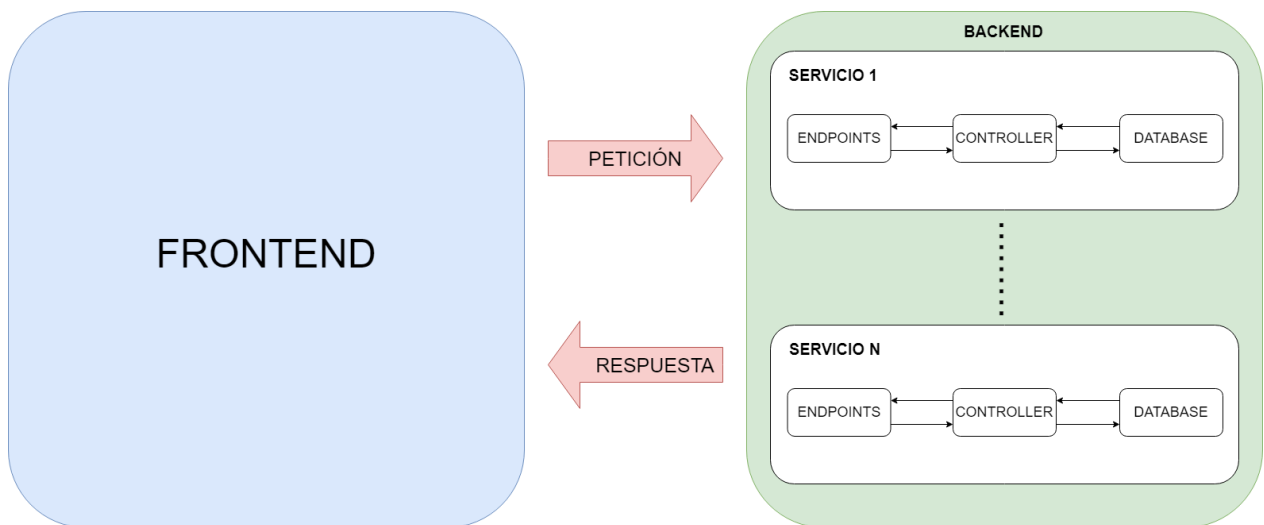 FRONTEND
PETICIÓN
RESPUESTA
BACKEND
SERVICIO 1
ENDPOINTS
CONTROLLER
DATABASE
SERVICIO N
ENDPOINTS
CONTROLLER
DATABASE